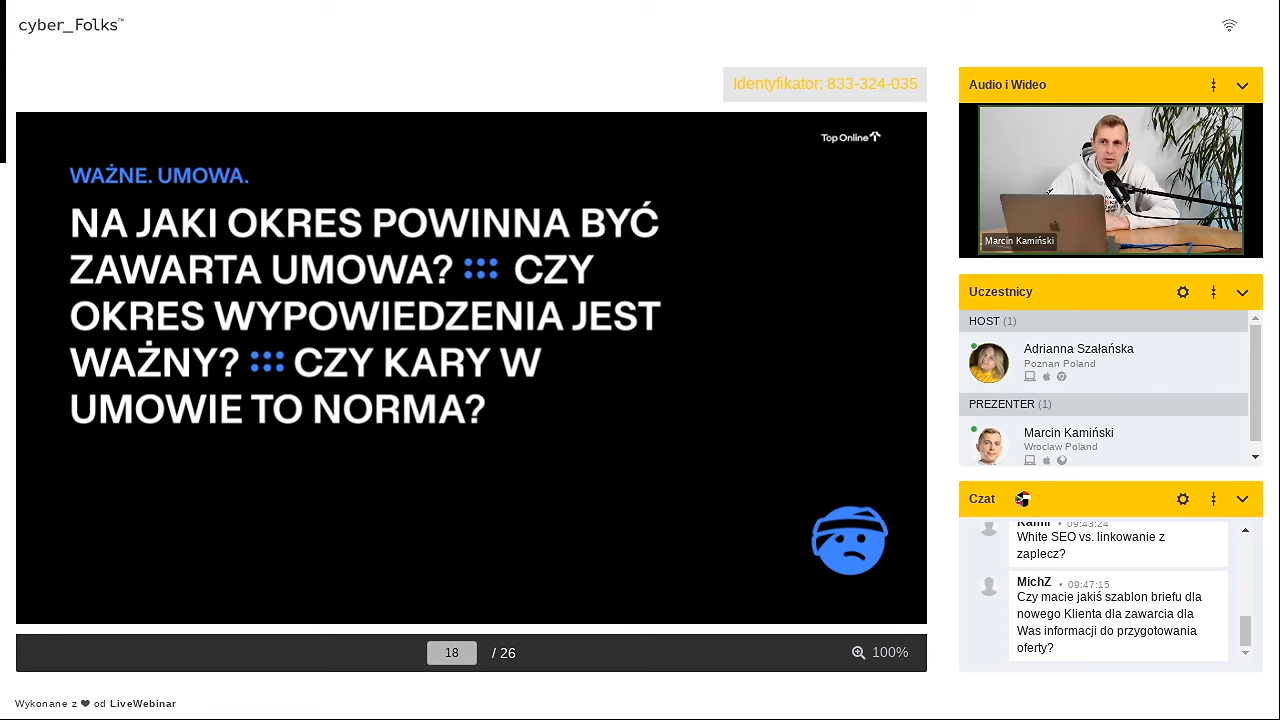 cyber_Folks™
Identyfikator: 833-324-035
Top Online
WAŻNE. UMOWA.
NA JAKI OKRES POWINNA BYĆ
ZAWARTA UMOWA? CZY
OKRES WYPOWIEDZENIA JEST
WAŻNY? CZY KARY W
UMOWIE TO NORMA?
18 / 26
100%
Wykonane z ❤ od LiveWebinar
Audio i Wideo
Marcin Kamiński
Uczestnicy
HOST (1)
Adrianna Szałańska
Poznan Poland
PREZENTER (1)
Marcin Kamiński
Wroclaw Poland
Czat
Kamil • 09:43:24
White SEO vs. linkowanie z
zaplecz?
MichZ • 09:47:15
Czy macie jakiś szablon briefu dla
nowego Klienta dla zawarcia dla
Was informacji do przygotowania
oferty?